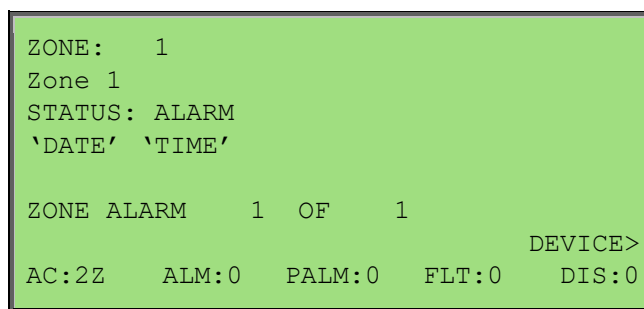 ZONE: 1
Zone 1
STATUS: ALARM
‘DATE’ ‘TIME’
ZONE ALARM 1 OF 1
DEVICE>
AC:2Z ALM:0 PALM:0 FLT:0 DIS:0